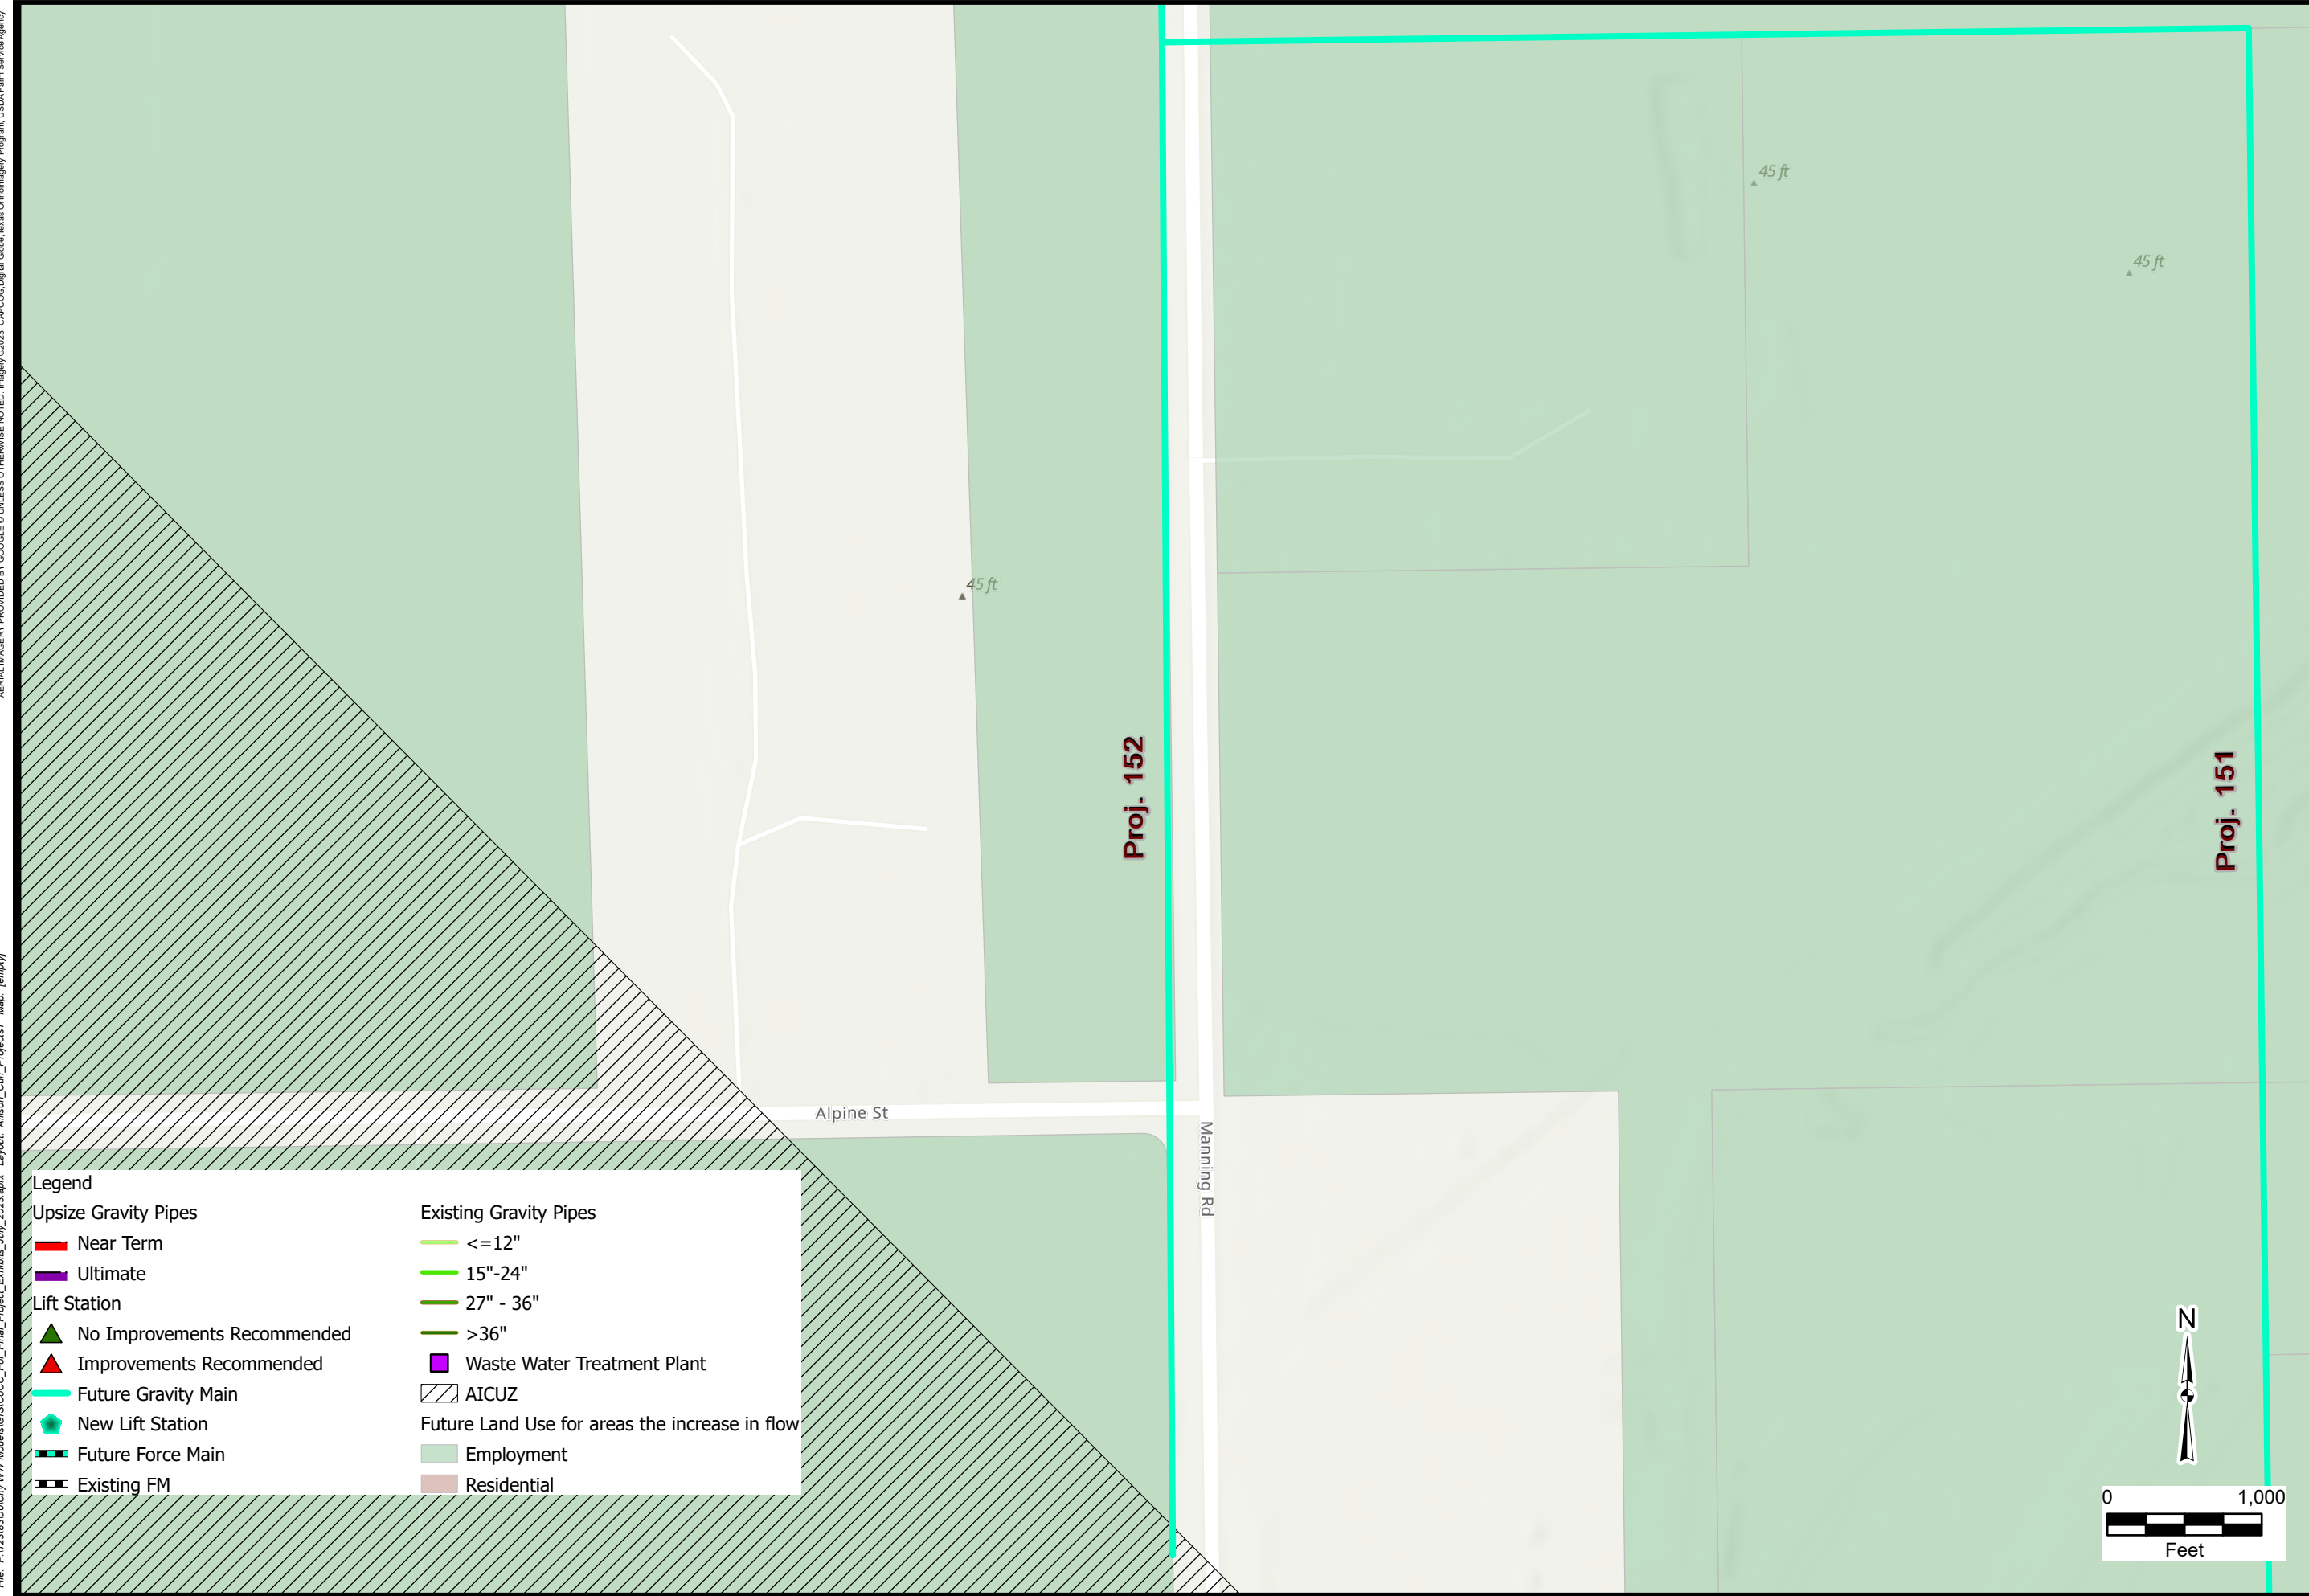 45 ft
45 ft
45 ft
Proj. 152
Proj. 151
Alpine St
Manning Rd
Legend
Upsize Gravity Pipes
Near Term
Ultimate
Lift Station
No Improvements Recommended
Improvements Recommended
Future Gravity Main
New Lift Station
Future Force Main
Existing FM
Existing Gravity Pipes
<=12"
15"-24"
27" - 36"
>36"
Waste Water Treatment Plant
AICUZ
Future Land Use for areas the increase in flow
Employment
Residential
N
0 1,000
Feet